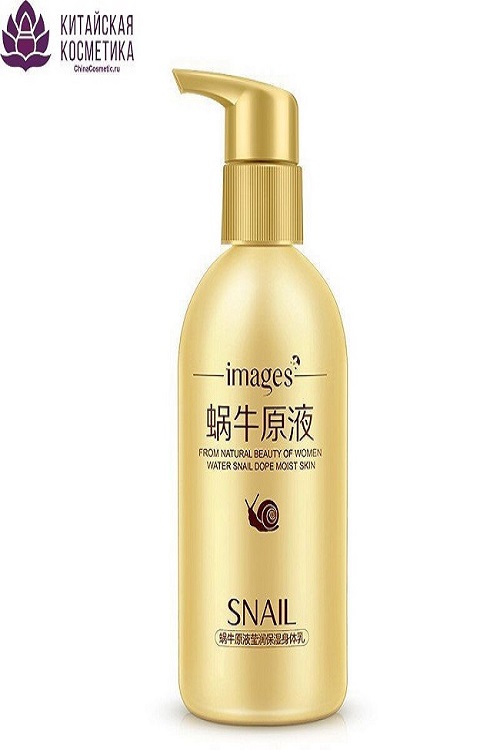 КИТАЙСКАЯ
КОСМЕТИКА
ChinaCosmetic.ru
images
蜗牛原液
FROM NATURAL BEAUTY OF WOMEN
WATER SNAIL DOPE MOIST SKIN
SNAIL
蜗牛原液莹润保湿身体乳